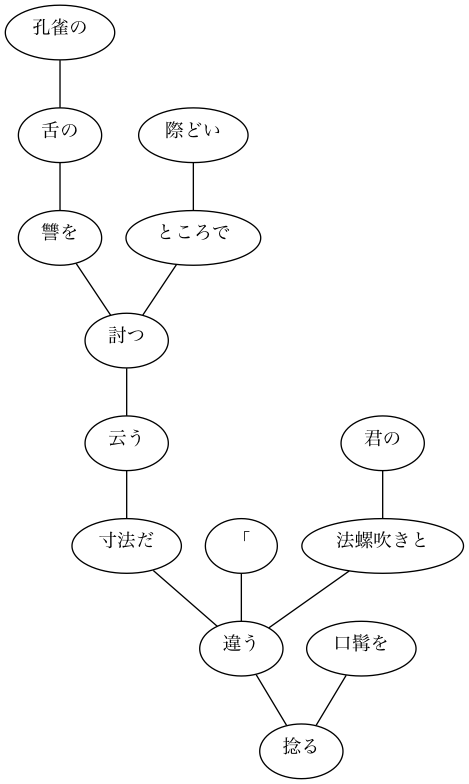 孔雀の
舌の 際どい
讐を ところで
討つ
云う 君の
寸法だ 「 法螺吹きと
違う 口髯を
捻る